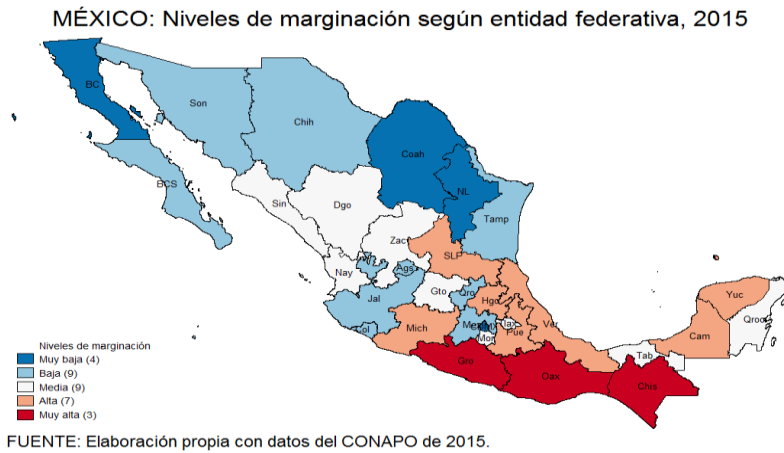 MÉXICO: Niveles de marginación según entidad federativa, 2015
BC
Son
Chih
Coah
BCS
NL
Sin
Dgo
Tamp
Zac
SLP
Nay
Ags
Gto
Qro
Jal
Hgo
Yuc
Qroo
Mich
Ver
Cam
Mor
Pue
Tab
Gro
Oax
Chis
Niveles de marginación
Muy baja (4)
Baja (9)
Media (9)
Alta (7)
Muy alta (3)
FUENTE: Elaboración propia con datos del CONAPO de 2015.